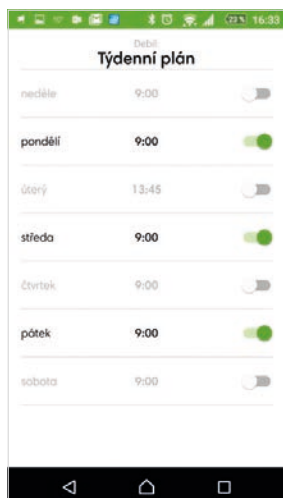 23% 16:33
Debil
Týdenní plán
neděle 9:00
pondělí 9:00
úterý 13:45
středa 9:00
čtvrtek 9:00
pátek 9:00
sobota 9:00